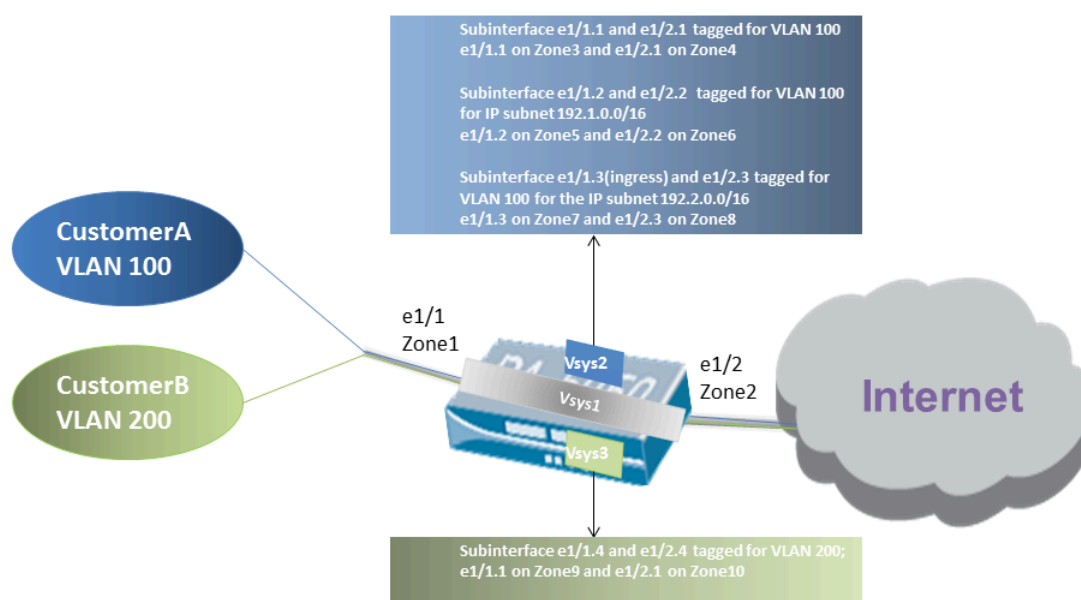 Subinterface e1/1.1 and e1/2.1 tagged for VLAN 100
e1/1.1 on Zone3 and e1/2.1 on Zone4
Subinterface e1/1.2 and e1/2.2 tagged for VLAN 100
for IP subnet 192.1.0.0/16
e1/1.2 on Zone5 and e1/2.2 on Zone6
Subinterface e1/1.3(ingress) and e1/2.3 tagged for
VLAN 100 for the IP subnet 192.2.0.0/16
e1/1.3 on Zone7 and e1/2.3 on Zone8
CustomerA
VLAN 100
CustomerB
VLAN 200
e1/1
Zone1
Vsys2
Vsys1
Vsys3
e1/2
Zone2
Internet
Subinterface e1/1.4 and e1/2.4 tagged for VLAN 200;
e1/1.1 on Zone9 and e1/2.1 on Zone10